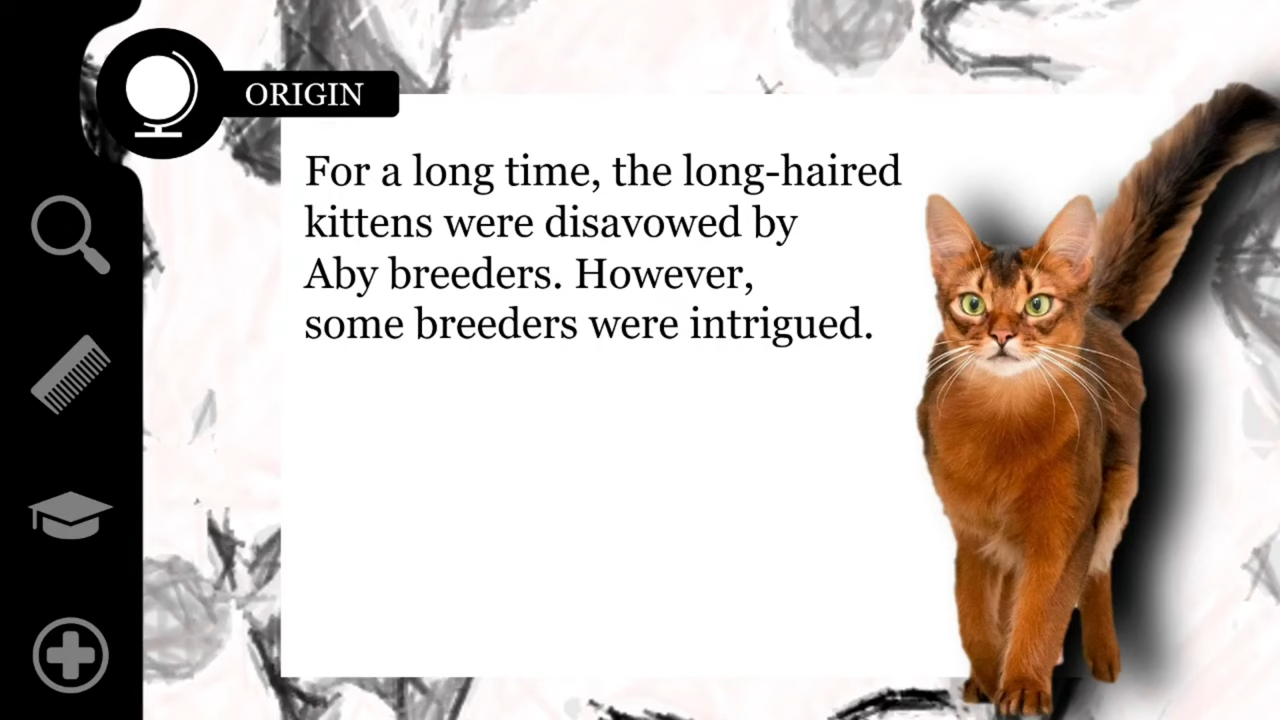 ORIGIN
For a long time, the long-haired
kittens were disavowed by
Aby breeders. However,
some breeders were intrigued.